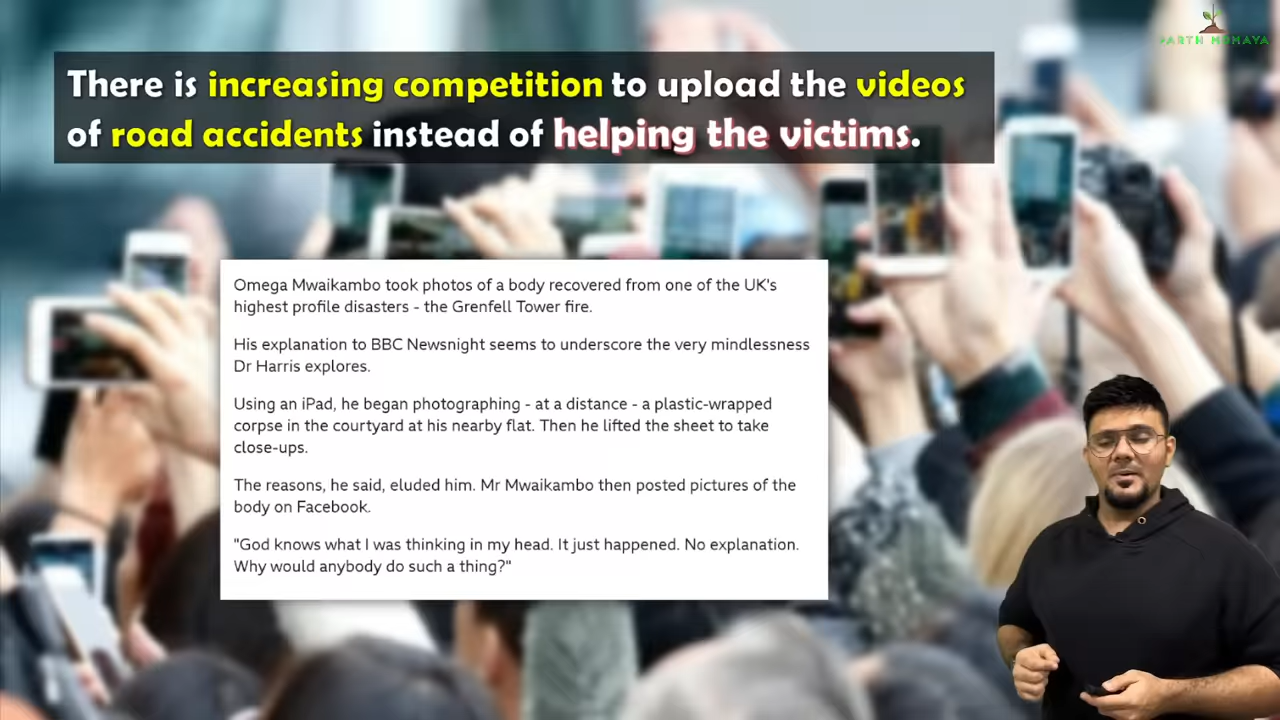 PARTH MOMAYA
There is increasing competition to upload the videos
of road accidents instead of helping the victims.
Omega Mwaikambo took photos of a body recovered from one of the UK's
highest profile disasters - the Grenfell Tower fire.
His explanation to BBC Newsnight seems to underscore the very mindlessness
Dr Harris explores.
Using an iPad, he began photographing - at a distance - a plastic-wrapped
corpse in the courtyard at his nearby flat. Then he lifted the sheet to take
close-ups.
The reasons, he said, eluded him. Mr Mwaikambo then posted pictures of the
body on Facebook.
"God knows what I was thinking in my head. It just happened. No explanation.
Why would anybody do such a thing?"